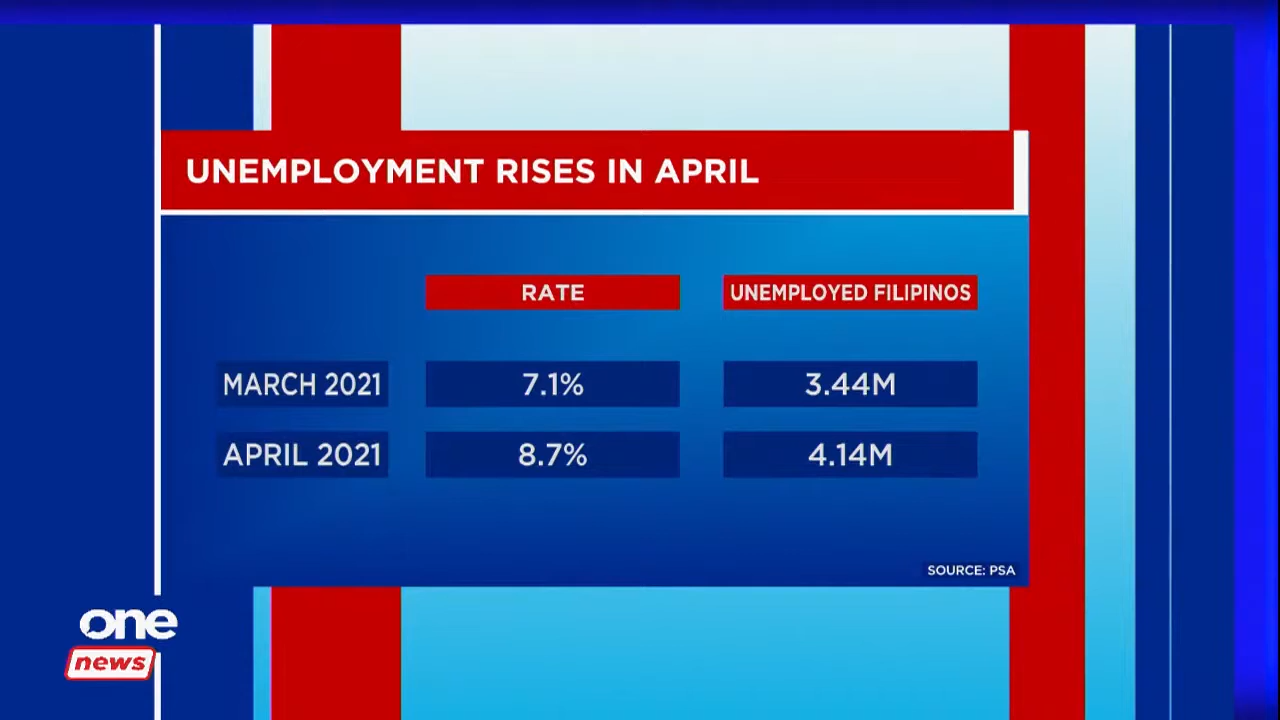 UNEMPLOYMENT RISES IN APRIL
RATE UNEMPLOYED FILIPINOS
MARCH 2021 7.1% 3.44M
APRIL 2021 8.7% 4.14M
SOURCE: PSA
one
news